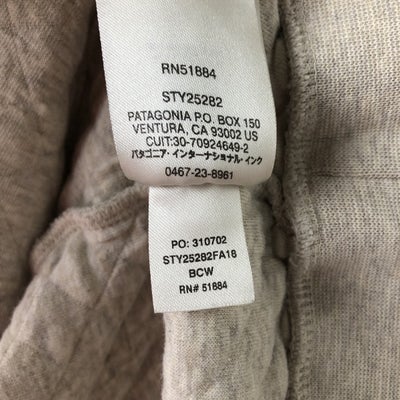 RN51884
STY25282
PATAGONIA P.O. BOX 150
VENTURA, CA 93002 US
CUIT:30-70924649-2
パタゴニア・インターナショナル・インク
0467-23-8961
PO: 310702
STY25282FA18
BCW
RN# 51884